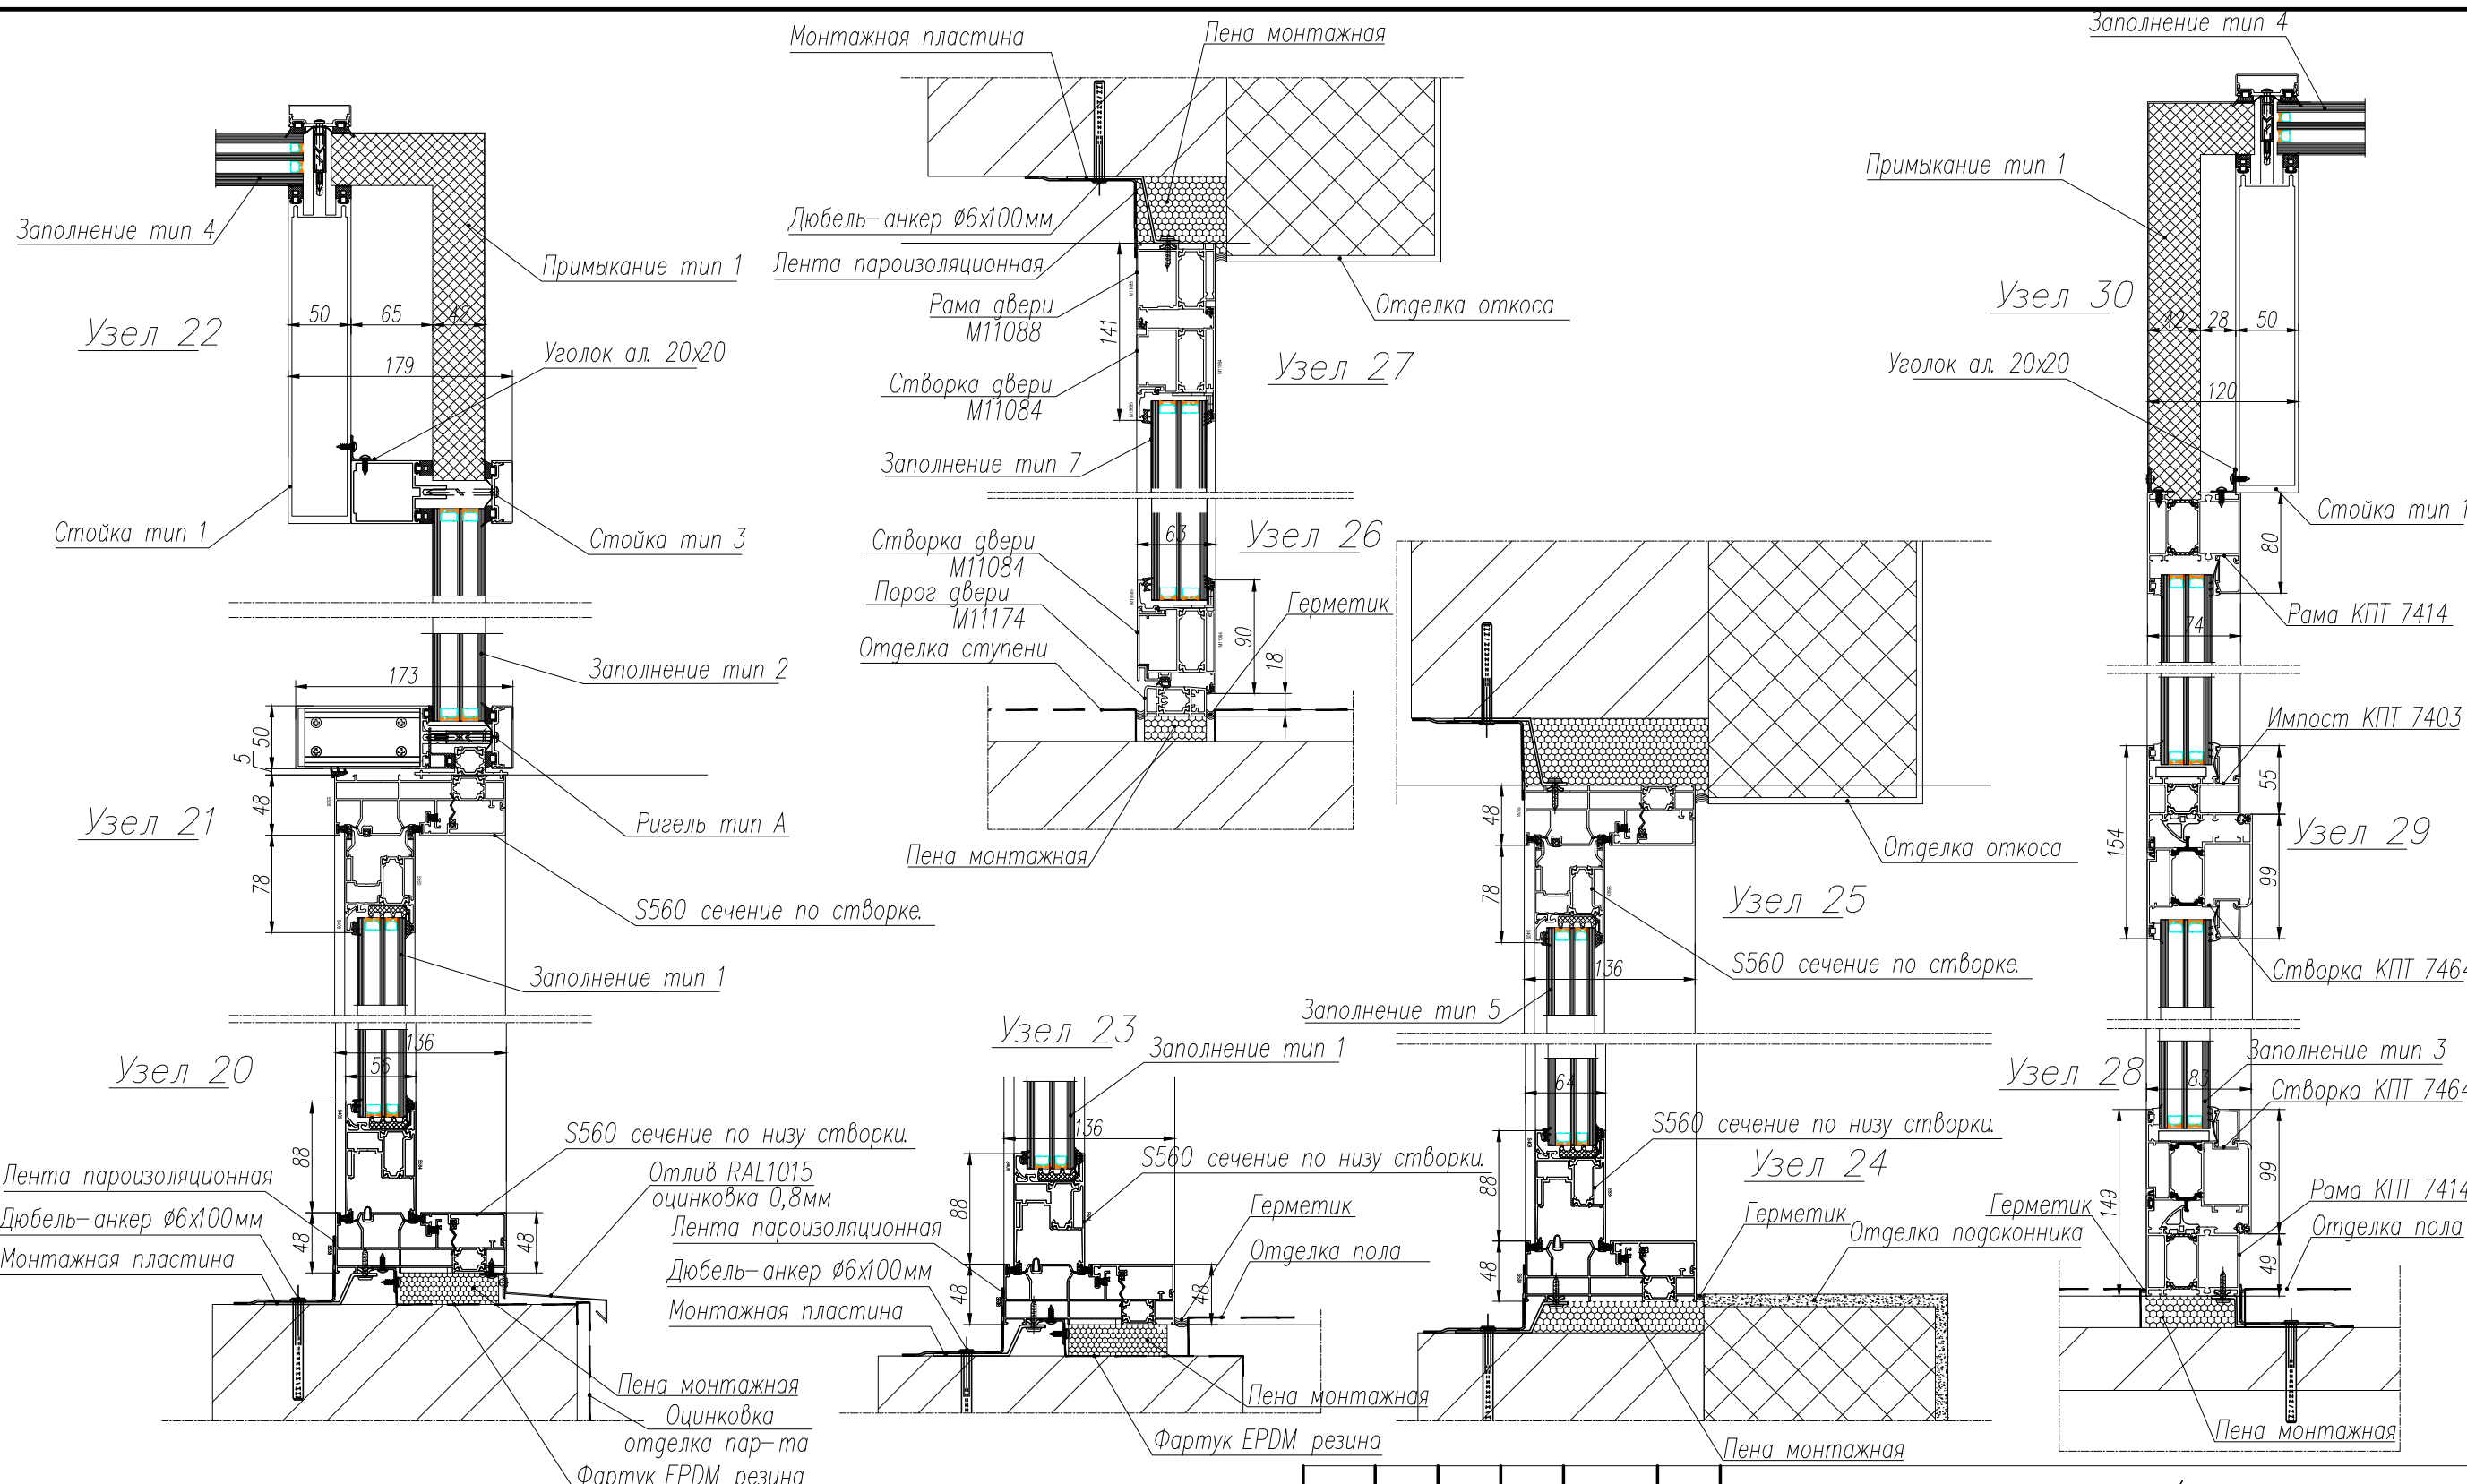 Заполнение тип 4
Примыкание тип 1
Узел 22
50
65
42
179
Уголок ал. 20х20
Стойка тип 1
Стойка тип 3
Заполнение тип 2
173
50
5
48
78
Узел 21
Ригель тип А
S560 сечение по створке.
Заполнение тип 1
136
56
Узел 20
88
48
48
S560 сечение по низу створки.
Отлив RAL1015
оцинковка 0,8мм
Лента пароизоляционная
Дюбель-анкер Ø6х100мм
Монтажная пластина
Пена монтажная
Оцинковка
отделка пар-та
Фартук EPDM резина
Монтажная пластина
Пена монтажная
Дюбель-анкер Ø6х100мм
Лента пароизоляционная
Рама двери
М11088
141
Створка двери
М11084
Заполнение тип 7
Отделка откоса
Узел 27
63
Узел 26
Створка двери
М11084
Порог двери
М11174
Отделка ступени
90
18
Герметик
Пена монтажная
Узел 23
Заполнение тип 1
136
S560 сечение по низу створки.
88
48
48
Лента пароизоляционная
Дюбель-анкер Ø6х100мм
Монтажная пластина
Герметик
Отделка пола
Пена монтажная
Фартук EPDM резина
48
78
Отделка откоса
Узел 25
S560 сечение по створке.
136
Заполнение тип 5
64
S560 сечение по низу створки.
Узел 24
88
48
Герметик
Отделка подоконника
Пена монтажная
Заполнение тип 4
Примыкание тип 1
Узел 30
42
28
50
Уголок ал. 20х20
120
Стойка тип 1
80
Рама КПТ 7414
74
Импост КПТ 7403
55
154
Узел 29
99
Створка КПТ 7464
Заполнение тип 3
Узел 28
83
Створка КПТ 7464
99
149
Герметик
Рама КПТ 7414
Отделка пола
49
Пена монтажная